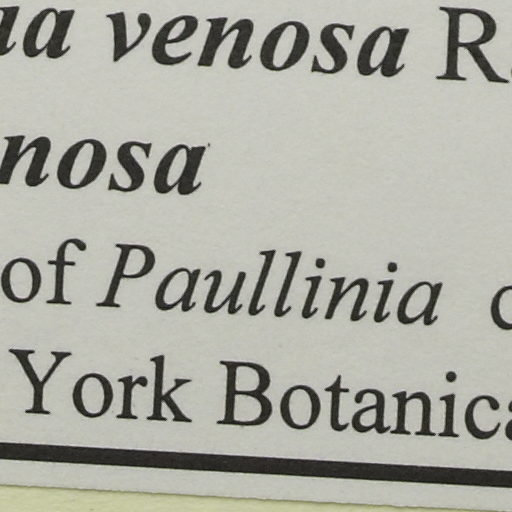 venosa R
nosa
of Paullinia
York Botanica